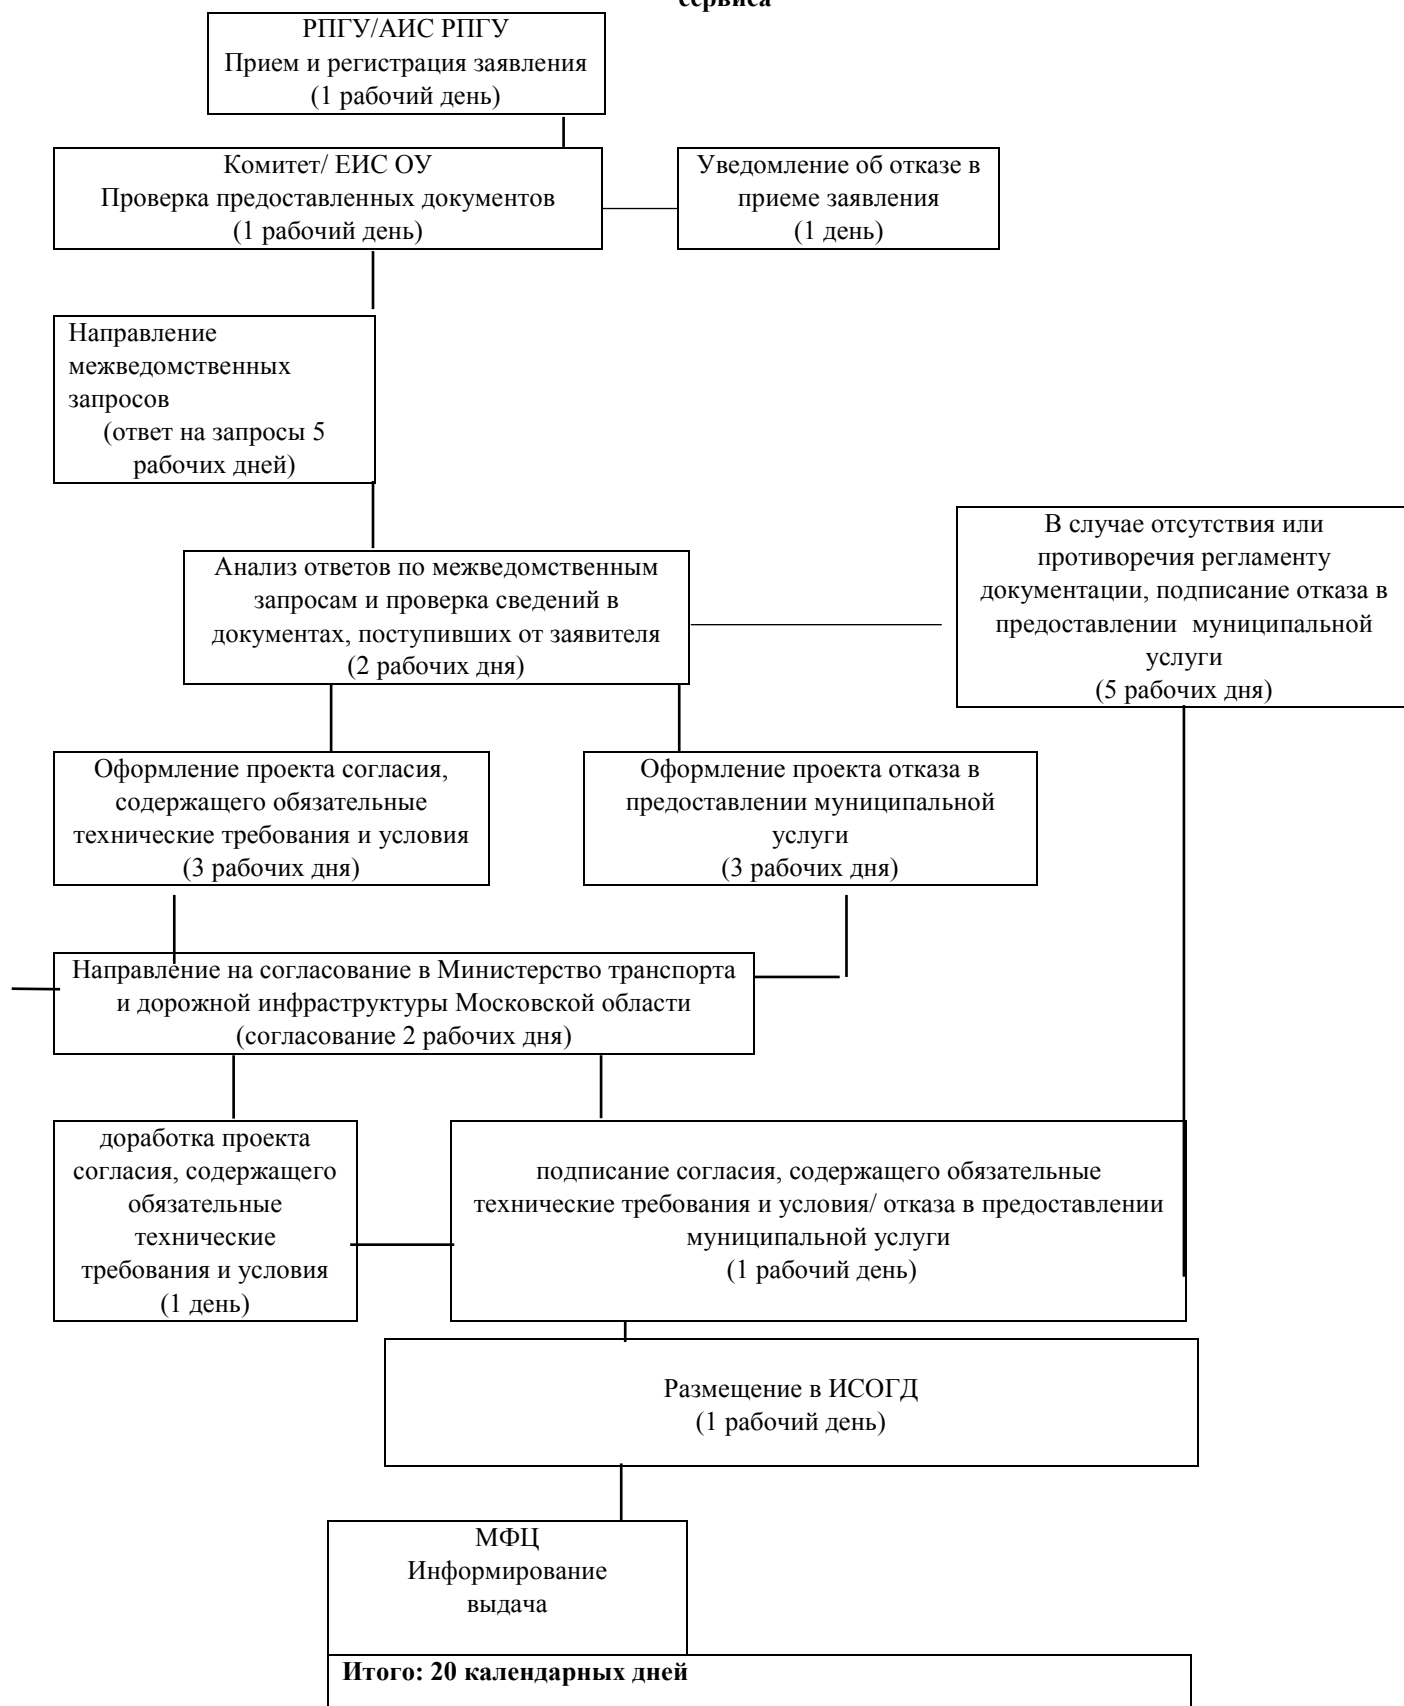 сервиса
РПГУ/АИС РПГУ
Прием и регистрация заявления
(1 рабочий день)
Комитет/ ЕИС ОУ
Проверка предоставленных документов
(1 рабочий день)
Уведомление об отказе в
приеме заявления
(1 день)
Направление
межведомственных
запросов
(ответ на запросы 5
рабочих дней)
В случае отсутствия или
противоречия регламенту
документации, подписание отказа в
предоставлении муниципальной
услуги
(5 рабочих дня)
Анализ ответов по межведомственным
запросам и проверка сведений в
документах, поступивших от заявителя
(2 рабочих дня)
Оформление проекта согласия,
содержащего обязательные
технические требования и условия
(3 рабочих дня)
Оформление проекта отказа в
предоставлении муниципальной
услуги
(3 рабочих дня)
Направление на согласование в Министерство транспорта
и дорожной инфраструктуры Московской области
(согласование 2 рабочих дня)
доработка проекта
согласия, содержащего
обязательные
технические
требования и условия
(1 день)
подписание согласия, содержащего обязательные
технические требования и условия/ отказа в предоставлении
муниципальной услуги
(1 рабочий день)
Размещение в ИСОГД
(1 рабочий день)
МФЦ
Информирование
выдача
Итого: 20 календарных дней